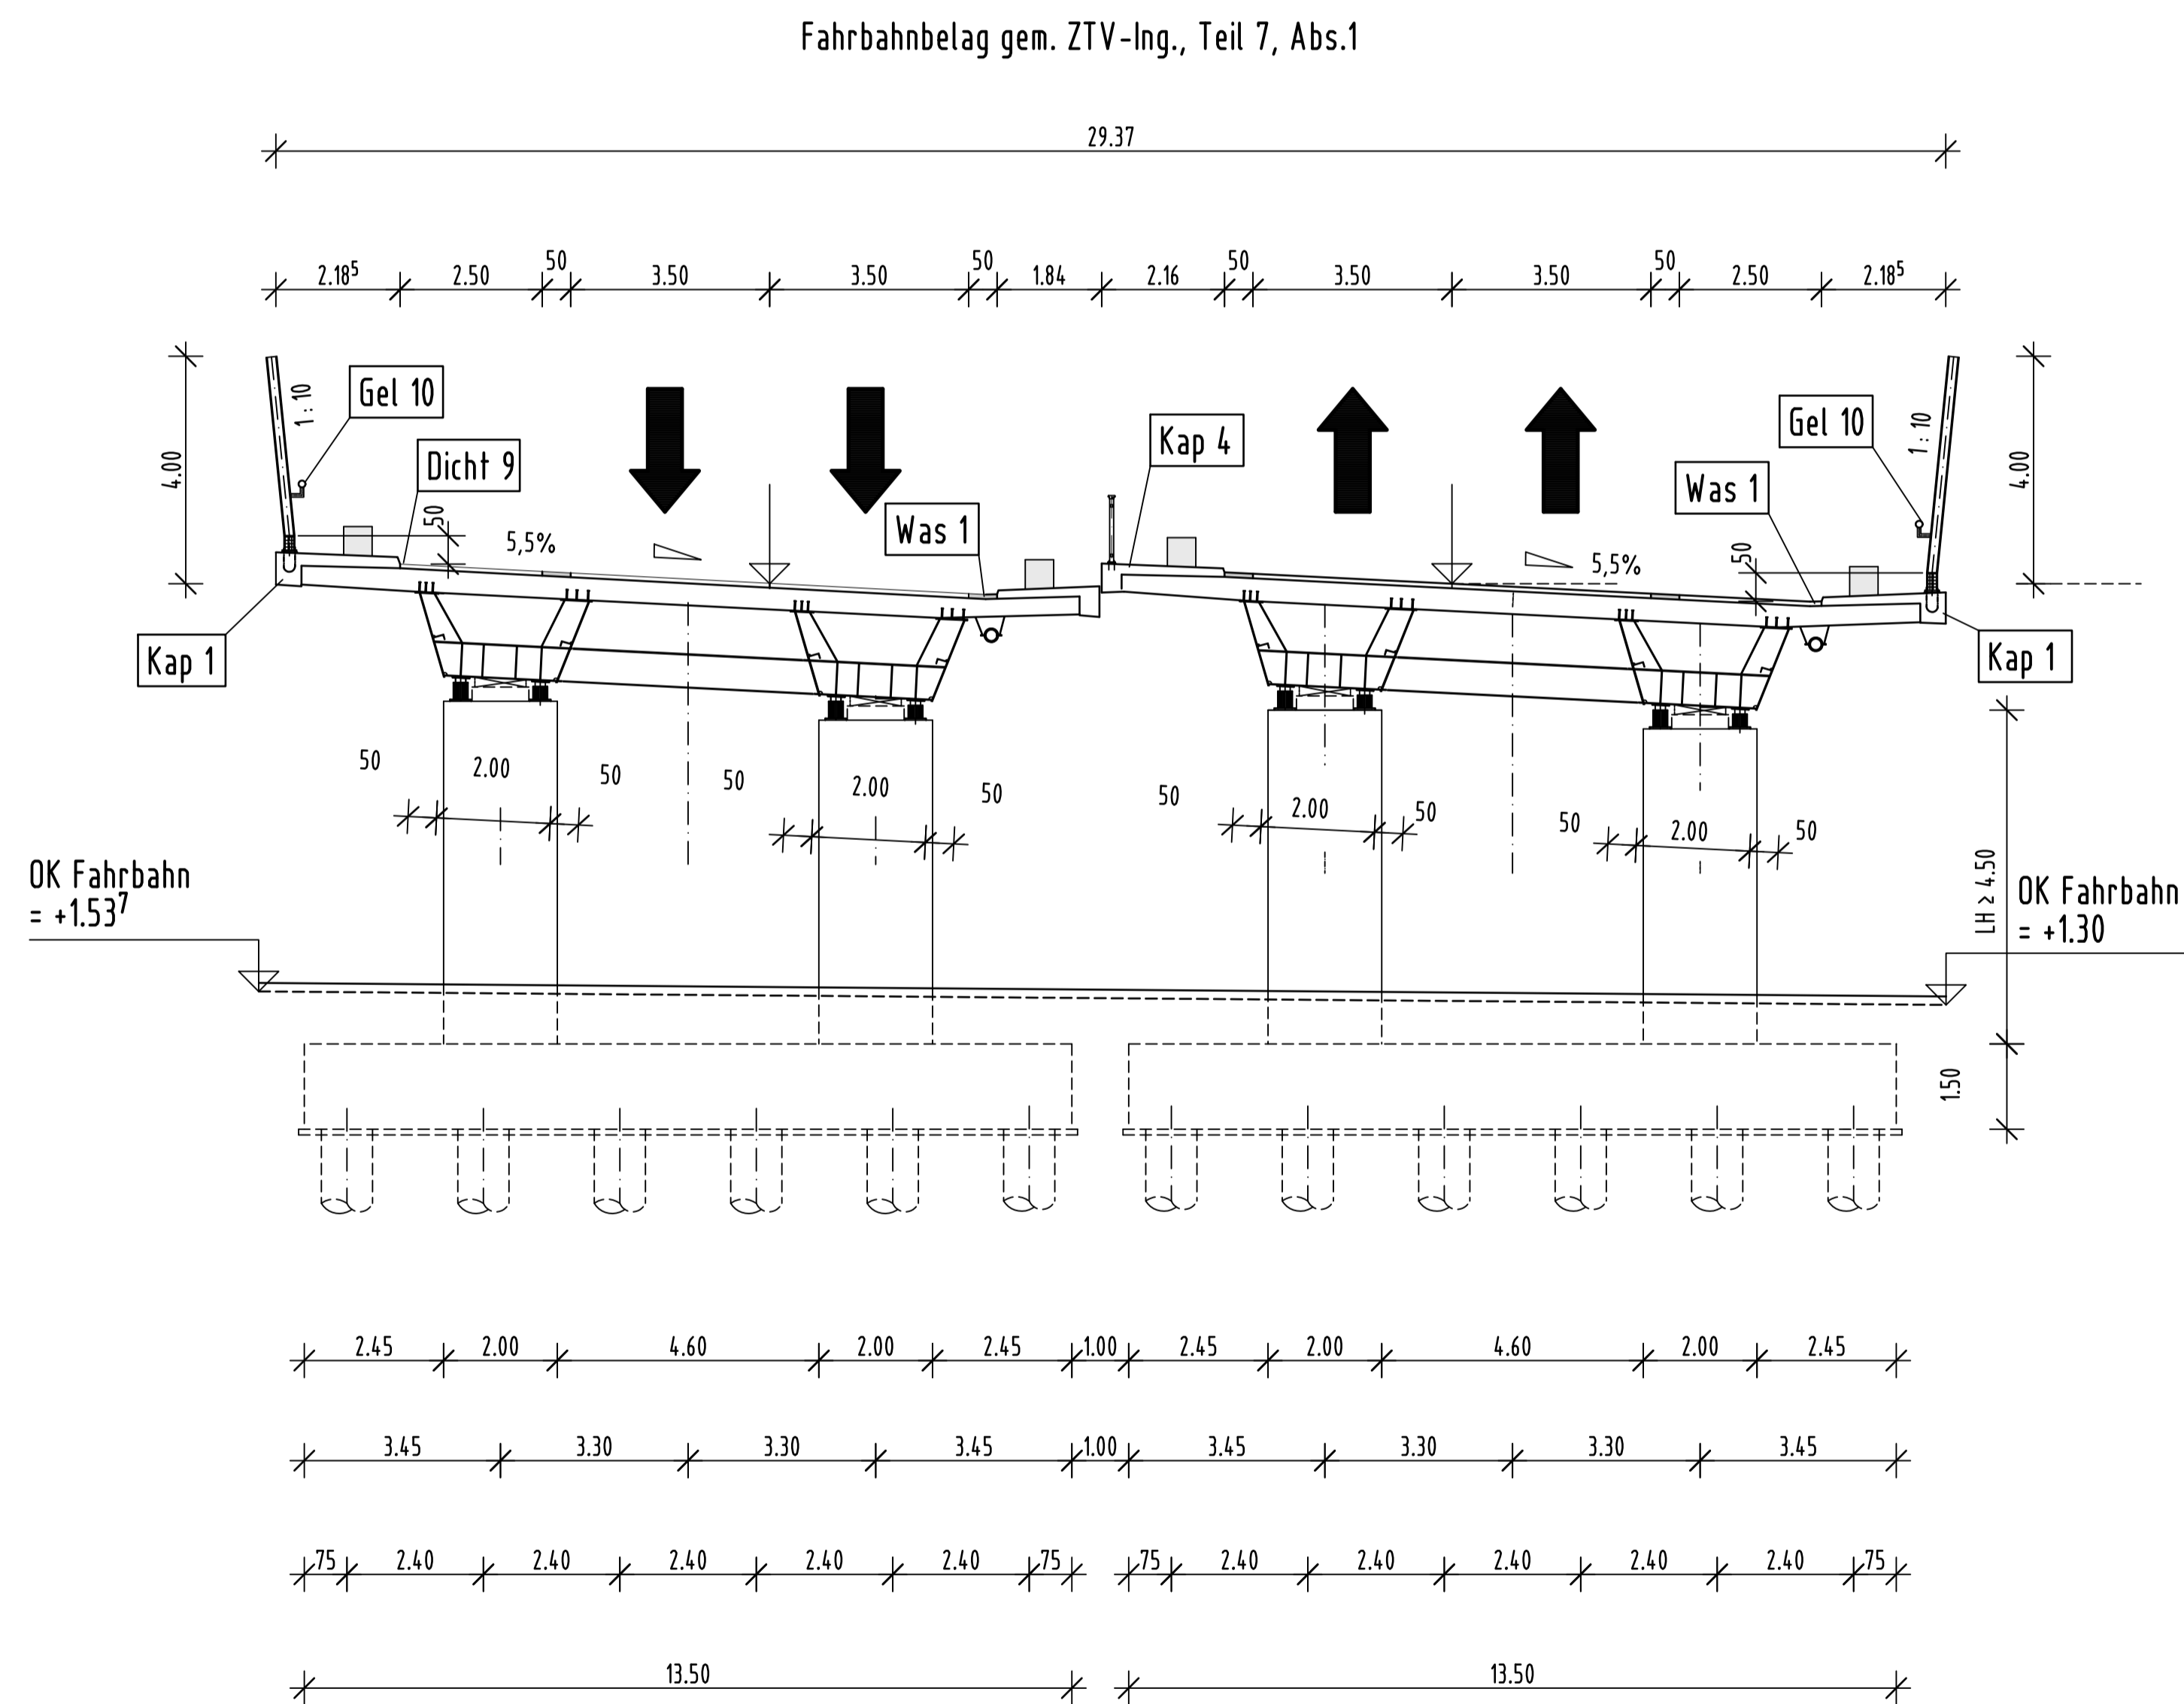 Fahrbahnbelag gem. ZTV-Ing., Teil 7, Abs.1
29.37
2.18⁵ 2.50 50 3.50 3.50 50 1.84 2.16 50 3.50 3.50 50 2.50 2.18⁵
4.00 1:10 Gel 10 Kap 4 Gel 10 1:10 4.00
Dicht 9 Was 1 Was 1
50 5,5% 5,5% 50
Kap 1 Kap 1
50 2.00 50 50 2.00 50 50 2.00 50 50 2.00 50
OK Fahrbahn
= +1.53⁷
LH ≥ 4.50
OK Fahrbahn
= +1.30
1.50
2.45 2.00 4.60 2.00 2.45 1.00 2.45 2.00 4.60 2.00 2.45
3.45 3.30 3.30 3.45 1.00 3.45 3.30 3.30 3.45
75 2.40 2.40 2.40 2.40 2.40 75 75 2.40 2.40 2.40 2.40 2.40 75
13.50 13.50